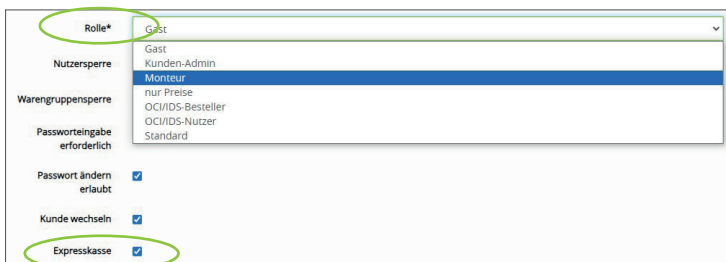 Rolle*
Gast
Gast
Nutzersperre
Kunden-Admin
Monteur
nur Preise
Warengruppensperre
OCI/IDS-Besteller
OCI/IDS-Nutzer
Passworteingabe
erforderlich
Standard
Passwort ändern
erlaubt
Kunde wechseln
Expresskasse